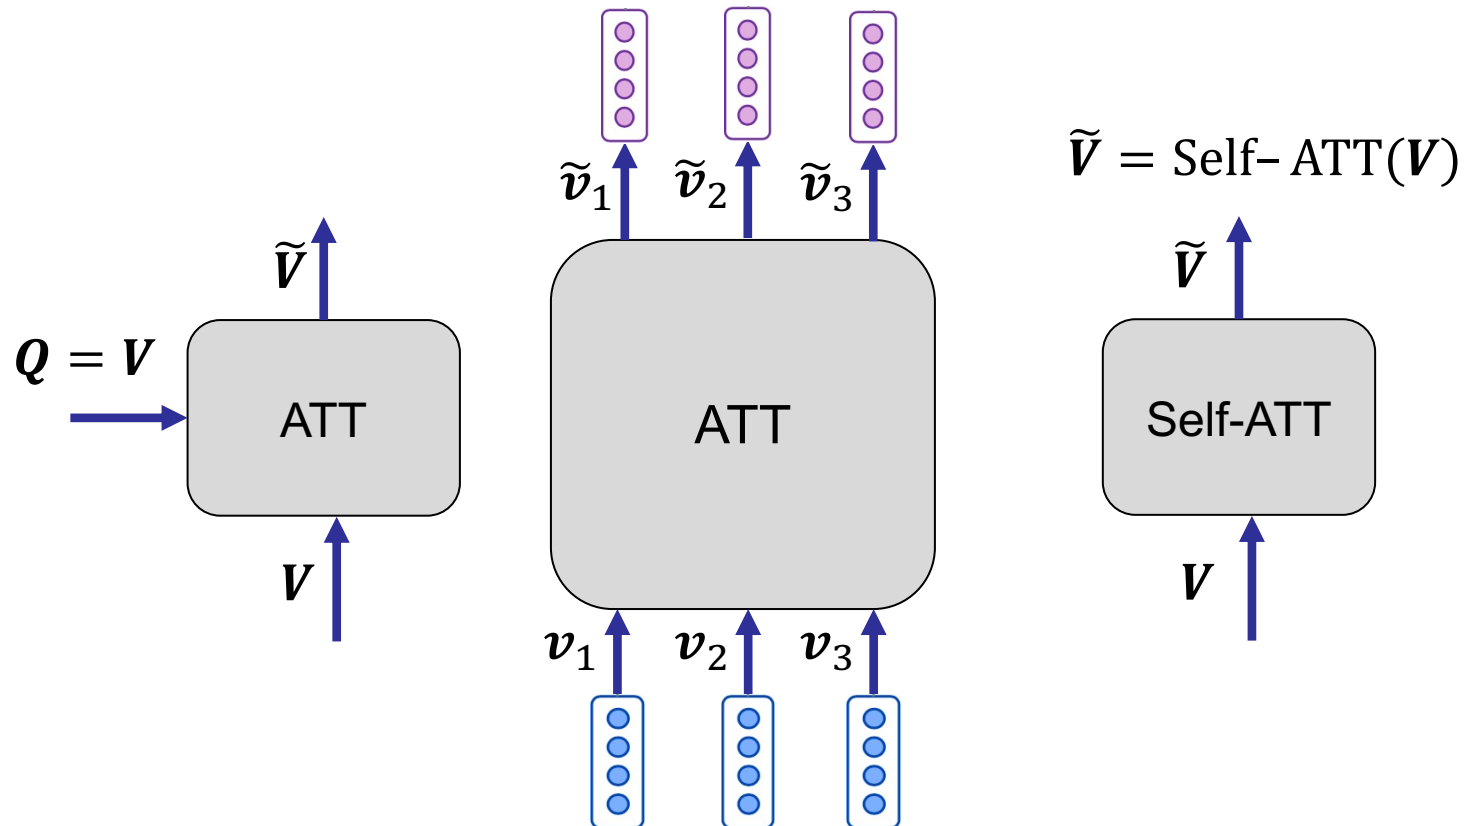 ṽ₁ ṽ₂ ṽ₃
Ṽ = Self– ATT(V)
Ṽ
Q = V
ATT
V
ATT
v₁ v₂ v₃
Ṽ
Self-ATT
V